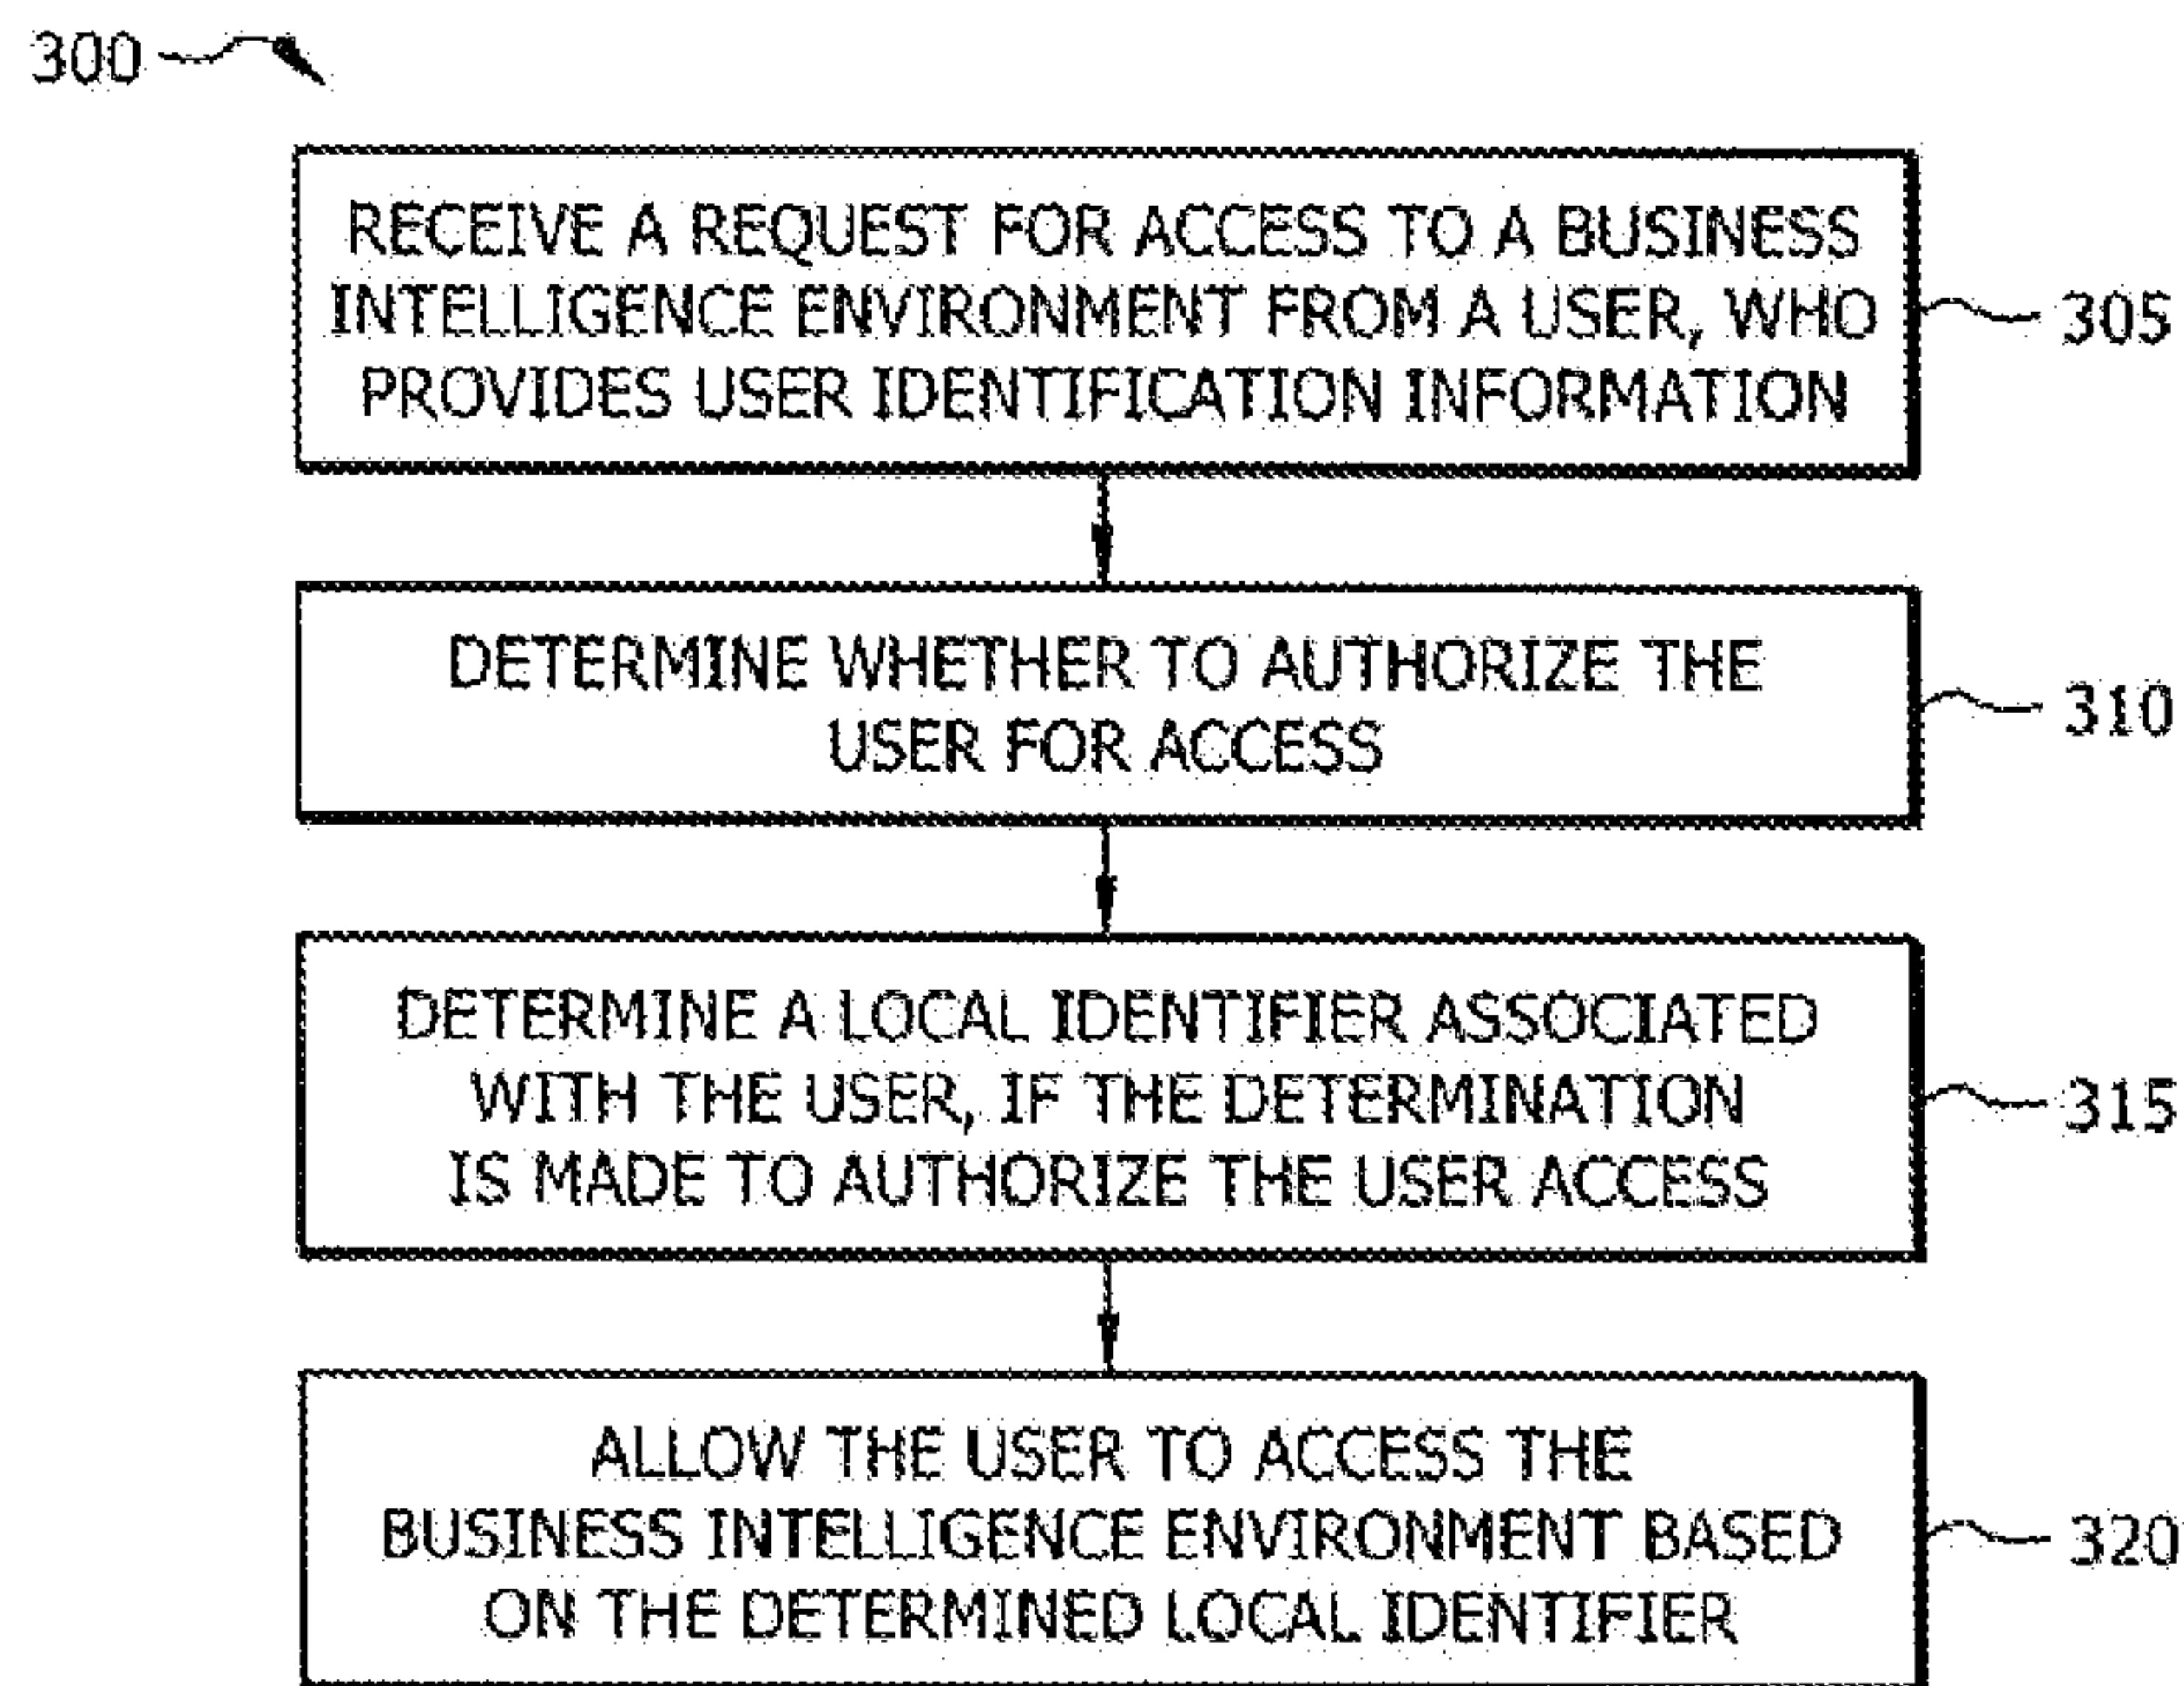 300
RECEIVE A REQUEST FOR ACCESS TO A BUSINESS
INTELLIGENCE ENVIRONMENT FROM A USER, WHO
PROVIDES USER IDENTIFICATION INFORMATION
305
DETERMINE WHETHER TO AUTHORIZE THE
USER FOR ACCESS
310
DETERMINE A LOCAL IDENTIFIER ASSOCIATED
WITH THE USER, IF THE DETERMINATION
IS MADE TO AUTHORIZE THE USER ACCESS
315
ALLOW THE USER TO ACCESS THE
BUSINESS INTELLIGENCE ENVIRONMENT BASED
ON THE DETERMINED LOCAL IDENTIFIER
320